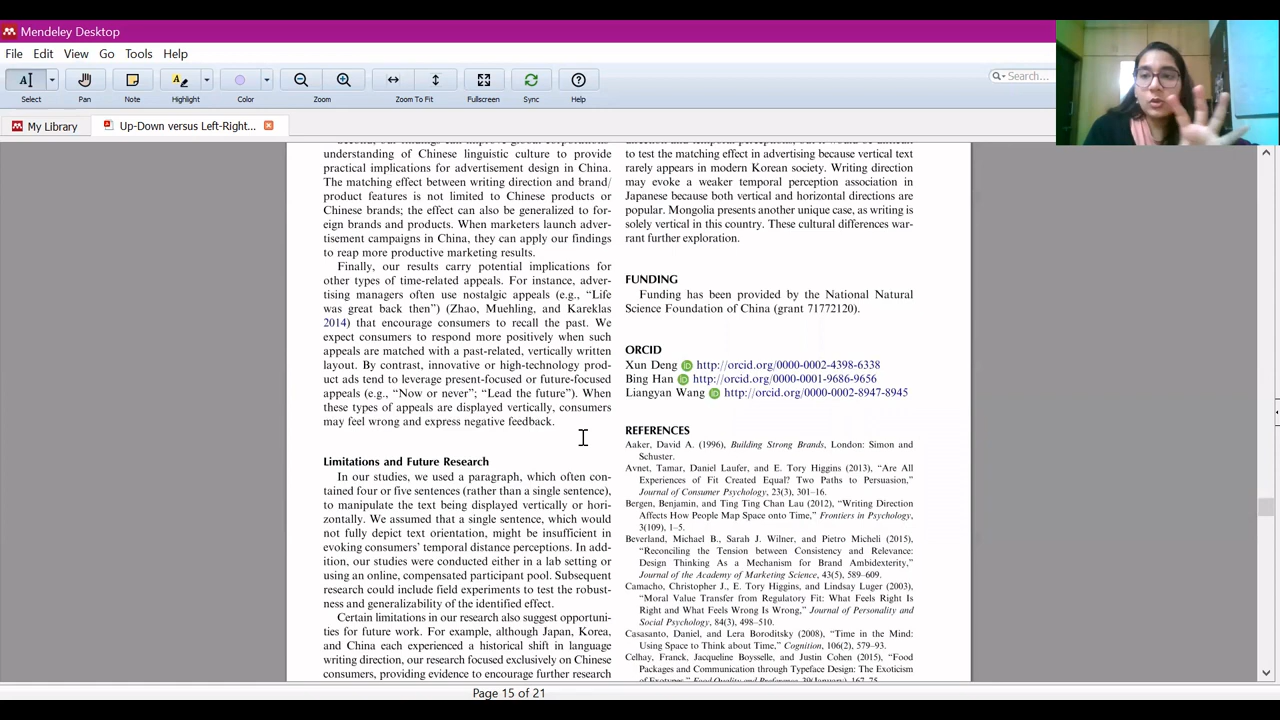 Mendeley Desktop
File Edit View Go Tools Help
Select Pan Note Highlight Color Zoom Zoom To Fit Fullscreen Sync Help
Search...
My Library Up-Down versus Left-Right...
understanding of Chinese linguistic culture to provide
practical implications for advertisement design in China.
The matching effect between writing direction and brand/
product features is not limited to Chinese products or
Chinese brands; the effect can also be generalized to for-
eign brands and products. When marketers launch adver-
tisement campaigns in China, they can apply our findings
to reap more productive marketing results.
Finally, our results carry potential implications for
other types of time-related appeals. For instance, adver-
tising managers often use nostalgic appeals (e.g., “Life
was great back then”) (Zhao, Muehling, and Kareklas
2014) that encourage consumers to recall the past. We
expect consumers to respond more positively when such
appeals are matched with a past-related, vertically written
layout. By contrast, innovative or high-technology prod-
uct ads tend to leverage present-focused or future-focused
appeals (e.g., “Now or never”; “Lead the future”). When
these types of appeals are displayed vertically, consumers
may feel wrong and express negative feedback.
Limitations and Future Research
In our studies, we used a paragraph, which often con-
tained four or five sentences (rather than a single sentence),
to manipulate the text being displayed vertically or hori-
zontally. We assumed that a single sentence, which would
not fully depict text orientation, might be insufficient in
evoking consumers’ temporal distance perceptions. In add-
ition, our studies were conducted either in a lab setting or
using an online, compensated participant pool. Subsequent
research could include field experiments to test the robust-
ness and generalizability of the identified effect.
Certain limitations in our research also suggest opportuni-
ties for future work. For example, although Japan, Korea,
and China each experienced a historical shift in language
writing direction, our research focused exclusively on Chinese
consumers, providing evidence to encourage further research
to test the matching effect in advertising because vertical text
rarely appears in modern Korean society. Writing direction
may evoke a weaker temporal perception association in
Japanese because both vertical and horizontal directions are
popular. Mongolia presents another unique case, as writing is
solely vertical in this country. These cultural differences war-
rant further exploration.
FUNDING
Funding has been provided by the National Natural
Science Foundation of China (grant 71772120).
ORCID
Xun Deng iD http://orcid.org/0000-0002-4398-6338
Bing Han iD http://orcid.org/0000-0001-9686-9656
Liangyan Wang iD http://orcid.org/0000-0002-8947-8945
REFERENCES
Aaker, David A. (1996), Building Strong Brands, London: Simon and
Schuster.
Avnet, Tamar, Daniel Laufer, and E. Tory Higgins (2013), “Are All
Experiences of Fit Created Equal? Two Paths to Persuasion,”
Journal of Consumer Psychology, 23(3), 301–16.
Bergen, Benjamin, and Ting Ting Chan Lau (2012), “Writing Direction
Affects How People Map Space onto Time,” Frontiers in Psychology,
3(109), 1–5.
Beverland, Michael B., Sarah J. Wilner, and Pietro Micheli (2015),
“Reconciling the Tension between Consistency and Relevance:
Design Thinking As a Mechanism for Brand Ambidexterity,”
Journal of the Academy of Marketing Science, 43(5), 589–609.
Camacho, Christopher J., E. Tory Higgins, and Lindsay Luger (2003),
“Moral Value Transfer from Regulatory Fit: What Feels Right Is
Right and What Feels Wrong Is Wrong,” Journal of Personality and
Social Psychology, 84(3), 498–510.
Casasanto, Daniel, and Lera Boroditsky (2008), “Time in the Mind:
Using Space to Think about Time,” Cognition, 106(2), 579–93.
Celhay, Franck, Jacqueline Boysselle, and Justin Cohen (2015), “Food
Packages and Communication through Typeface Design: The Exoticism
Page 15 of 21